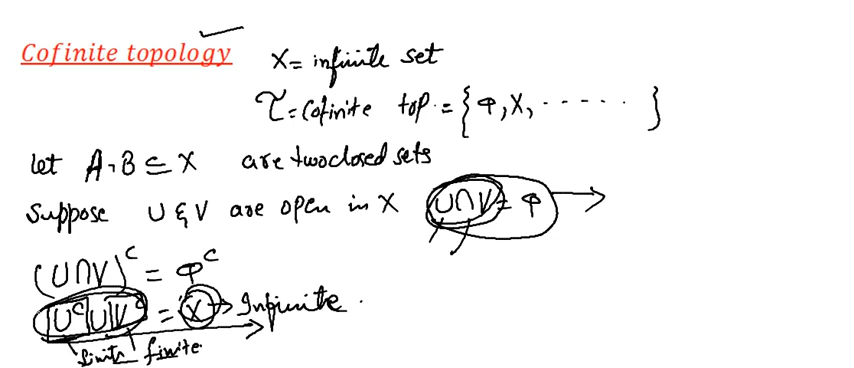 Cofinite topology
X = infinite set
τ = Cofinite top. = {φ, X, ...... }
let A, B ⊆ X are two closed sets
Suppose U & V are open in X U∩V = φ
(U∩V)^c = φ^c
U^c ∪ V^c = X → Infinite.
finite finite.